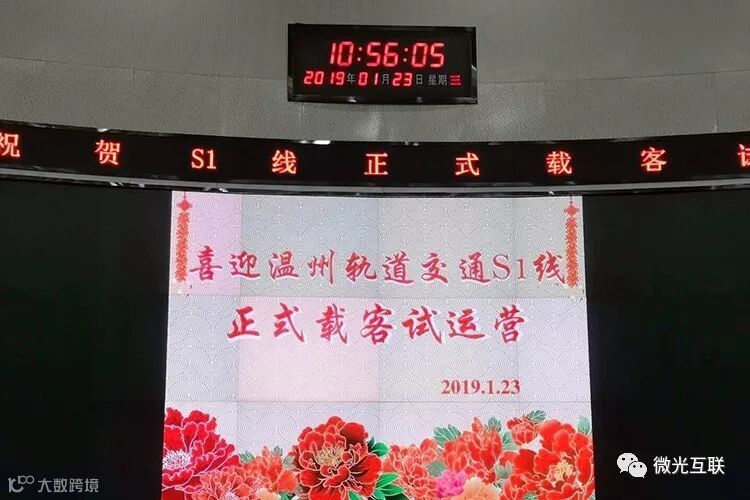 10:56:05
2019年01月23日 星期三
祝贺S1线正式载客试
喜迎温州轨道交通S1线
正式载客试运营
2019.1.23
大数跨境
微光互联